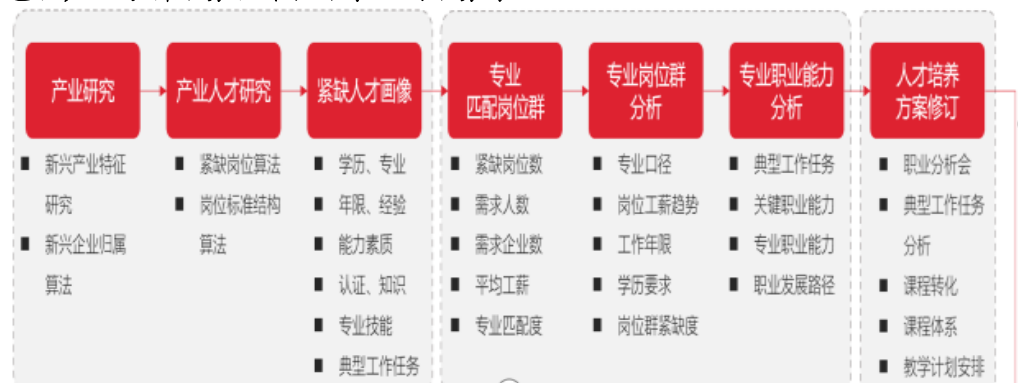 产业研究
新兴产业特征
研究
新兴企业归属
算法
产业人才研究
紧缺岗位算法
岗位标准结构
算法
紧缺人才画像
学历、专业
年限、经验
能力素质
认证、知识
专业技能
典型工作任务
专业
匹配岗位群
紧缺岗位数
需求人数
需求企业数
平均工薪
专业匹配度
专业岗位群
分析
专业口径
岗位工薪趋势
工作年限
学历要求
岗位群紧缺度
专业职业能力
分析
典型工作任务
关键职业能力
专业职业能力
职业发展路径
人才培养
方案修订
职业分析会
典型工作任务
分析
课程转化
课程体系
教学计划安排